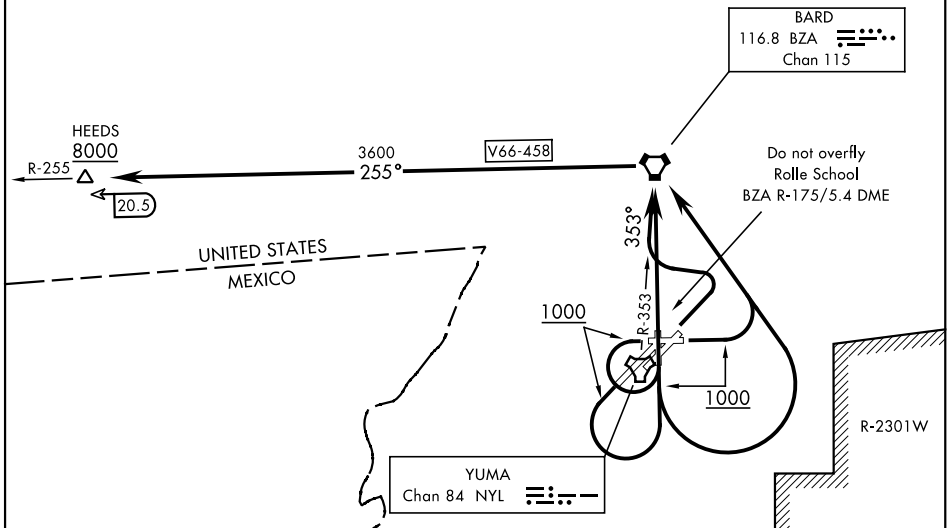 BARD
116.8 BZA
Chan 115
HEEDS
8000
R-255
20.5
3600
255°
V66-458
Do not overfly
Rolle School
BZA R-175/5.4 DME
353°
R-353
UNITED STATES
MEXICO
1000
1000
R-2301W
YUMA
Chan 84 NYL